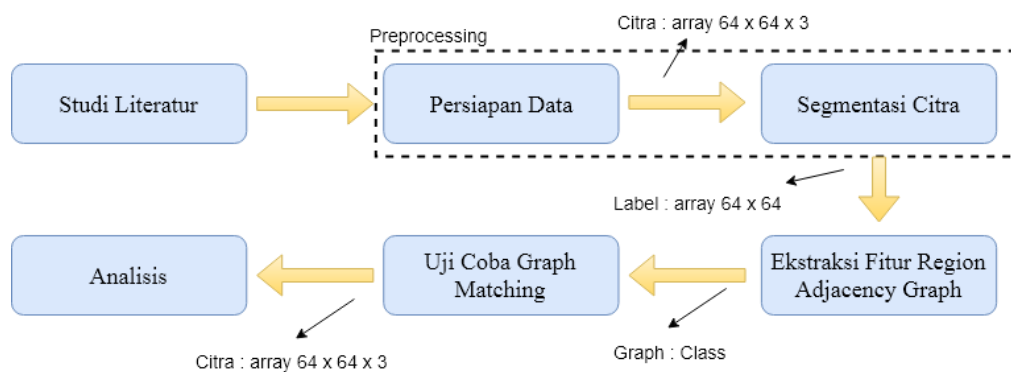 Preprocessing
Citra : array 64 x 64 x 3
Studi Literatur
Persiapan Data
Segmentasi Citra
Label : array 64 x 64
Analisis
Uji Coba Graph
Matching
Ekstraksi Fitur Region
Adjacency Graph
Citra : array 64 x 64 x 3
Graph : Class